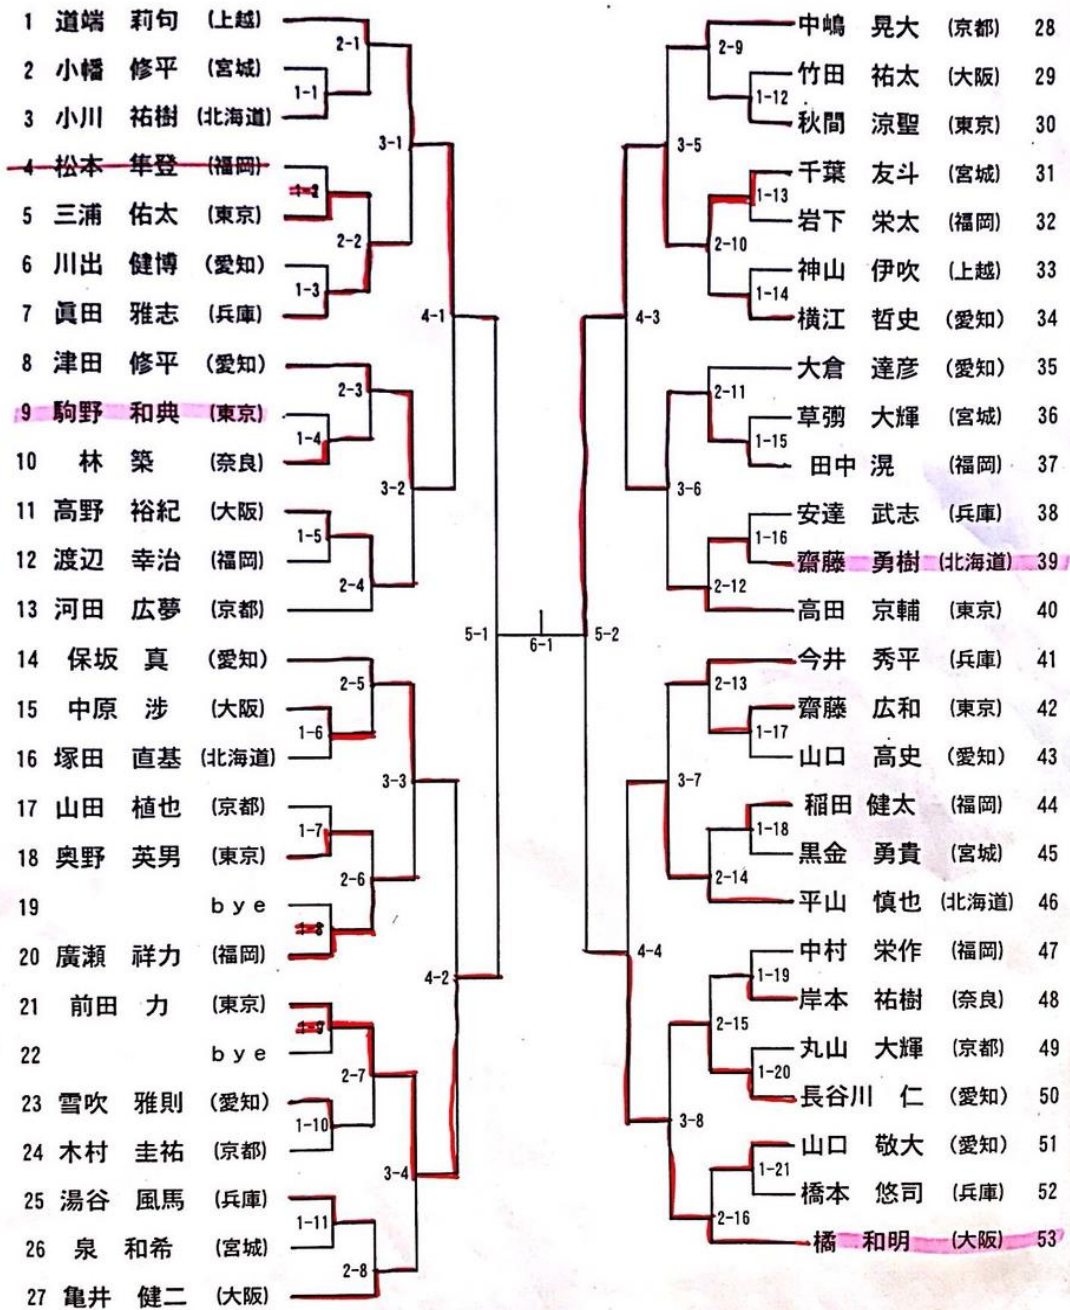 1 道端 莉句 (上越)
2 小幡 修平 (宮城)
3 小川 祐樹 (北海道)
4 松本 隼登 (福岡)
5 三浦 佑太 (東京)
6 川出 健博 (愛知)
7 眞田 雅志 (兵庫)
8 津田 修平 (愛知)
9 駒野 和典 (東京)
10 林 築 (奈良)
11 高野 裕紀 (大阪)
12 渡辺 幸治 (福岡)
13 河田 広夢 (京都)
14 保坂 真 (愛知)
15 中原 渉 (大阪)
16 塚田 直基 (北海道)
17 山田 植也 (京都)
18 奥野 英男 (東京)
19 bye
20 廣瀬 祥力 (福岡)
21 前田 力 (東京)
22 bye
23 雪吹 雅則 (愛知)
24 木村 圭祐 (京都)
25 湯谷 風馬 (兵庫)
26 泉 和希 (宮城)
27 亀井 健二 (大阪)
1-1
1-2
1-3
1-4
1-5
1-6
1-7
1-8
1-9
1-10
1-11
2-1
2-2
2-3
2-4
2-5
2-6
2-7
2-8
3-1
3-2
3-3
3-4
4-1
4-2
5-1
6-1
5-2
4-3
4-4
3-5
3-6
3-7
3-8
2-9
2-10
2-11
2-12
2-13
2-14
2-15
2-16
1-12
1-13
1-14
1-15
1-16
1-17
1-18
1-19
1-20
1-21
中嶋 晃大 (京都) 28
竹田 祐太 (大阪) 29
秋間 涼聖 (東京) 30
千葉 友斗 (宮城) 31
岩下 栄太 (福岡) 32
神山 伊吹 (上越) 33
横江 哲史 (愛知) 34
大倉 達彦 (愛知) 35
草彅 大輝 (宮城) 36
田中 滉 (福岡) 37
安達 武志 (兵庫) 38
齋藤 勇樹 (北海道) 39
高田 京輔 (東京) 40
今井 秀平 (兵庫) 41
齋藤 広和 (東京) 42
山口 高史 (愛知) 43
稲田 健太 (福岡) 44
黒金 勇貴 (宮城) 45
平山 慎也 (北海道) 46
中村 栄作 (福岡) 47
岸本 祐樹 (奈良) 48
丸山 大輝 (京都) 49
長谷川 仁 (愛知) 50
山口 敬大 (愛知) 51
橋本 悠司 (兵庫) 52
橘 和明 (大阪) 53